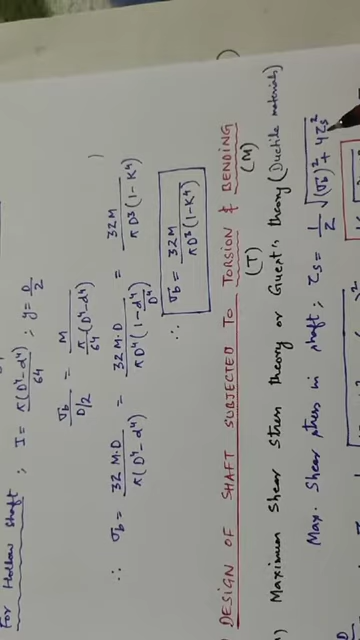 For Hollow Shaft ; I = π(D⁴-d⁴)/64 ; y = D/2
σb/(D/2) = M/(π/64 (D⁴-d⁴))
∴ σb = 32 M·D/π(D⁴-d⁴) = 32 M·D/πD⁴(1-d⁴/D⁴) = 32M/πD³(1-K⁴)
∴ σb = 32M/πD³(1-K⁴)
DESIGN OF SHAFT SUBJECTED TO TORSION & BENDING
(T) (M)
) Maximum Shear Stress theory or Guest's theory (Ductile materials)
Max. Shear stress in shaft ; τs = 1/2 √(σb)² + 4τs²